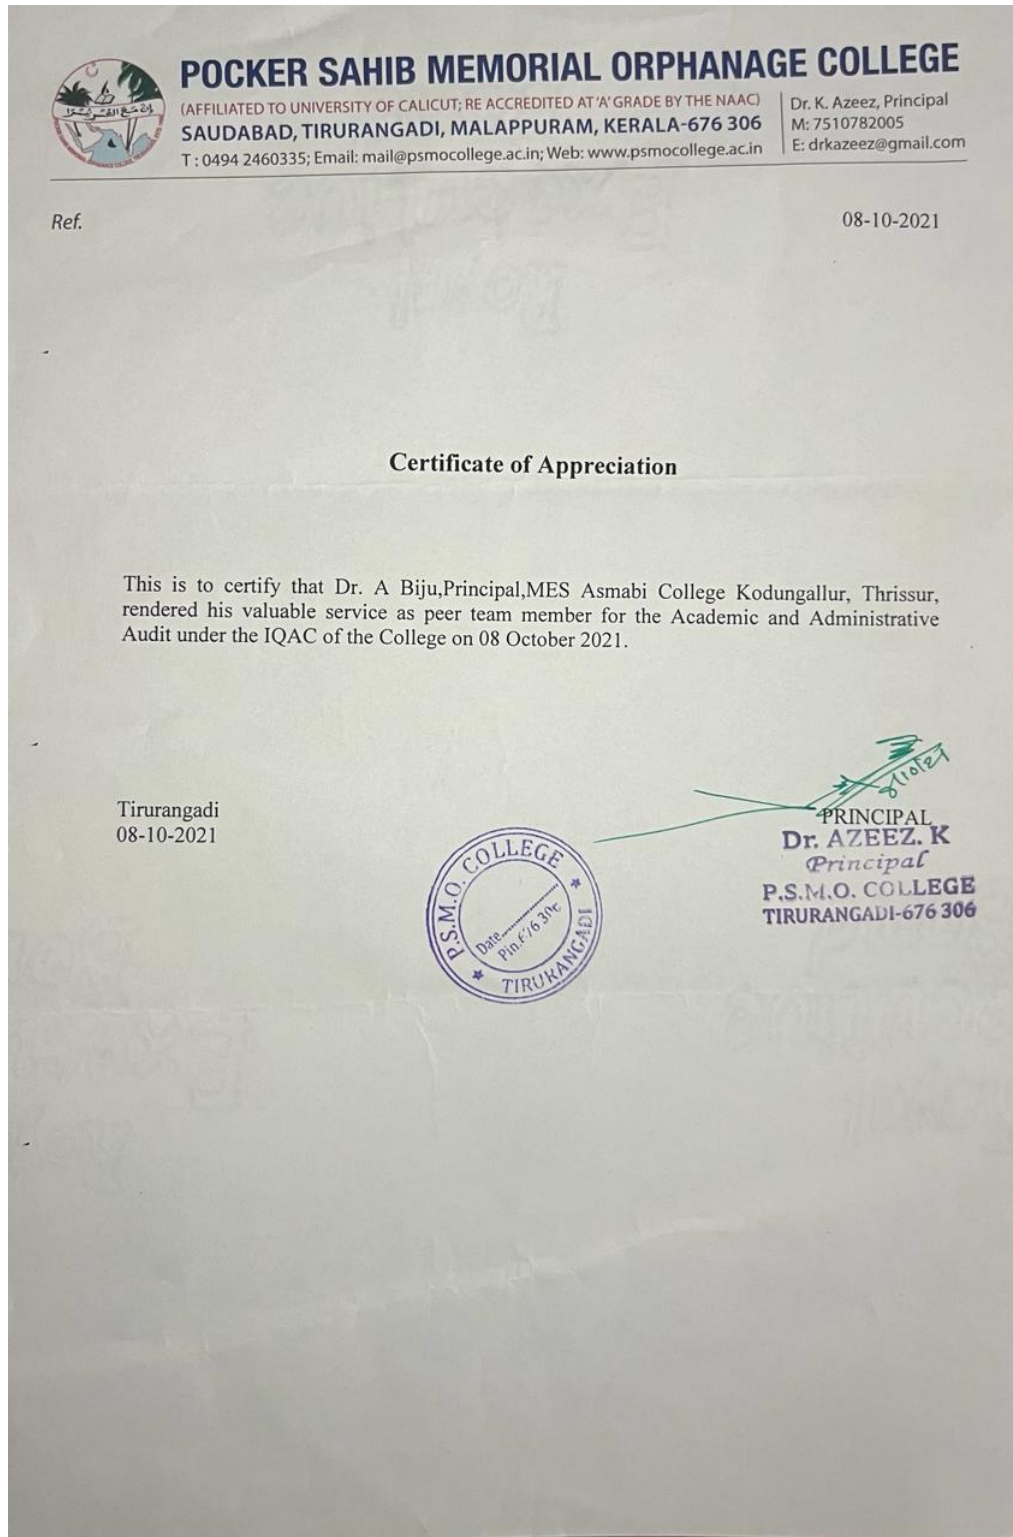 POCKER SAHIB MEMORIAL ORPHANAGE COLLEGE
(AFFILIATED TO UNIVERSITY OF CALICUT; RE ACCREDITED AT 'A' GRADE BY THE NAAC)
SAUDABAD, TIRURANGADI, MALAPPURAM, KERALA-676 306
T : 0494 2460335; Email: mail@psmocollege.ac.in; Web: www.psmocollege.ac.in
Dr. K. Azeez, Principal
M: 7510782005
E: drkazeez@gmail.com
Ref.
08-10-2021
Certificate of Appreciation
This is to certify that Dr. A Biju,Principal,MES Asmabi College Kodungallur, Thrissur,
rendered his valuable service as peer team member for the Academic and Administrative
Audit under the IQAC of the College on 08 October 2021.
Tirurangadi
08-10-2021
PRINCIPAL
Dr. AZEEZ. K
Principal
P.S.M.O. COLLEGE
TIRURANGADI-676 306
P.S.M.O. COLLEGE
Date
TIRURANGADI